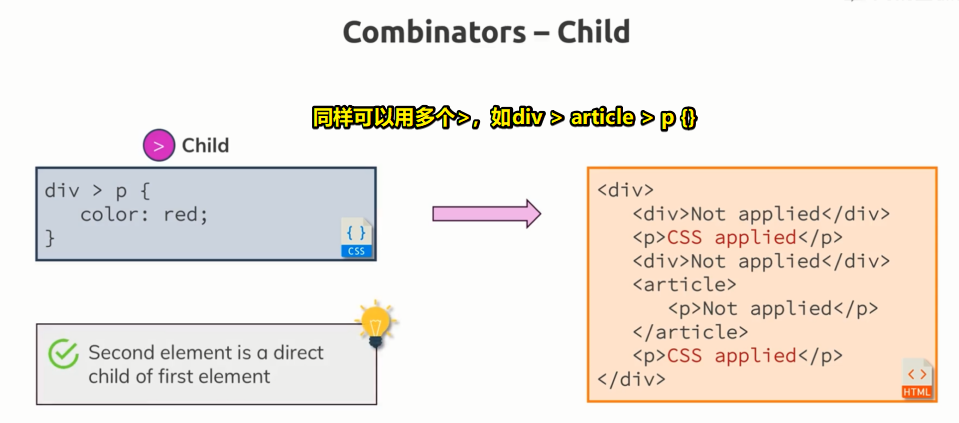 Combinators – Child
同样可以用多个>，如div > article > p {}
> Child
div > p {
color: red;
}
{ }
CSS
Second element is a direct
child of first element
<div>
<div>Not applied</div>
<p>CSS applied</p>
<div>Not applied</div>
<article>
<p>Not applied</p>
</article>
<p>CSS applied</p>
</div>
<>
HTML